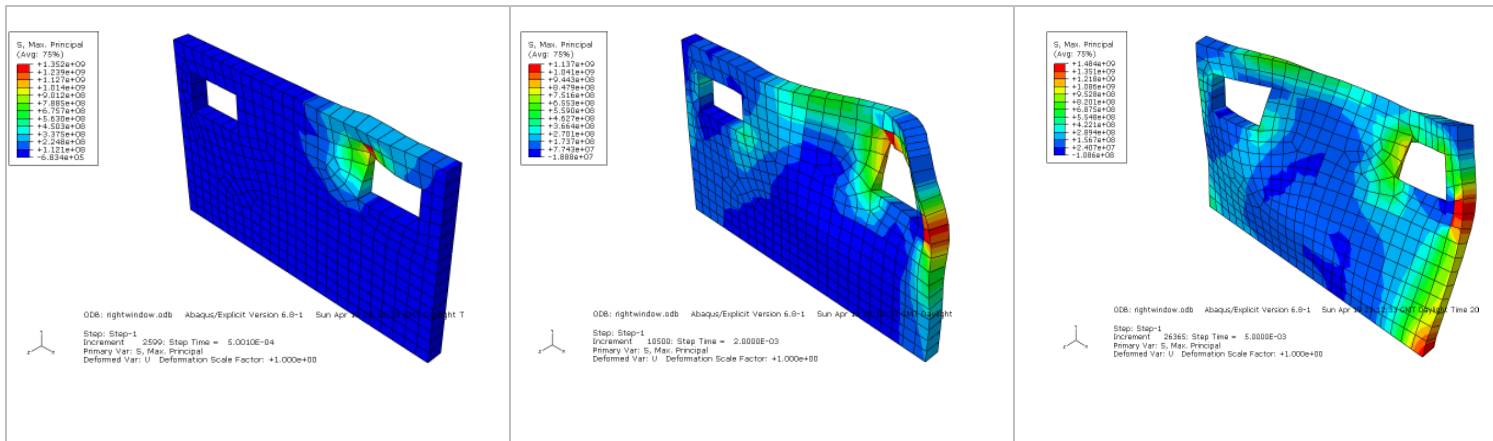 S, Max. Principal
(Avg: 75%)
+1.352e+09
+1.239e+09
+1.127e+09
+1.014e+09
+9.012e+08
+7.885e+08
+6.757e+08
+5.630e+08
+4.503e+08
+3.375e+08
+2.248e+08
+1.121e+08
-6.834e+05
ODB: rightwindow.odb Abaqus/Explicit Version 6.8-1 Sun Apr
Step: Step-1
Increment 2599: Step Time = 5.0010E-04
Primary Var: S, Max. Principal
Deformed Var: U Deformation Scale Factor: +1.000e+00
S, Max. Principal
(Avg: 75%)
+1.137e+09
+1.041e+09
+9.443e+08
+8.479e+08
+7.516e+08
+6.553e+08
+5.590e+08
+4.627e+08
+3.664e+08
+2.701e+08
+1.737e+08
+7.743e+07
-1.888e+07
ODB: rightwindow.odb Abaqus/Explicit Version 6.8-1 Sun Apr
Step: Step-1
Increment 10500: Step Time = 2.0000E-03
Primary Var: S, Max. Principal
Deformed Var: U Deformation Scale Factor: +1.000e+00
S, Max. Principal
(Avg: 75%)
+1.484e+09
+1.351e+09
+1.218e+09
+1.086e+09
+9.528e+08
+8.201e+08
+6.875e+08
+5.548e+08
+4.221e+08
+2.894e+08
+1.567e+08
+2.407e+07
-1.086e+08
ODB: rightwindow.odb Abaqus/Explicit Version 6.8-1 Sun Apr GMT Daylight Time 20
Step: Step-1
Increment 26365: Step Time = 5.0000E-03
Primary Var: S, Max. Principal
Deformed Var: U Deformation Scale Factor: +1.000e+00